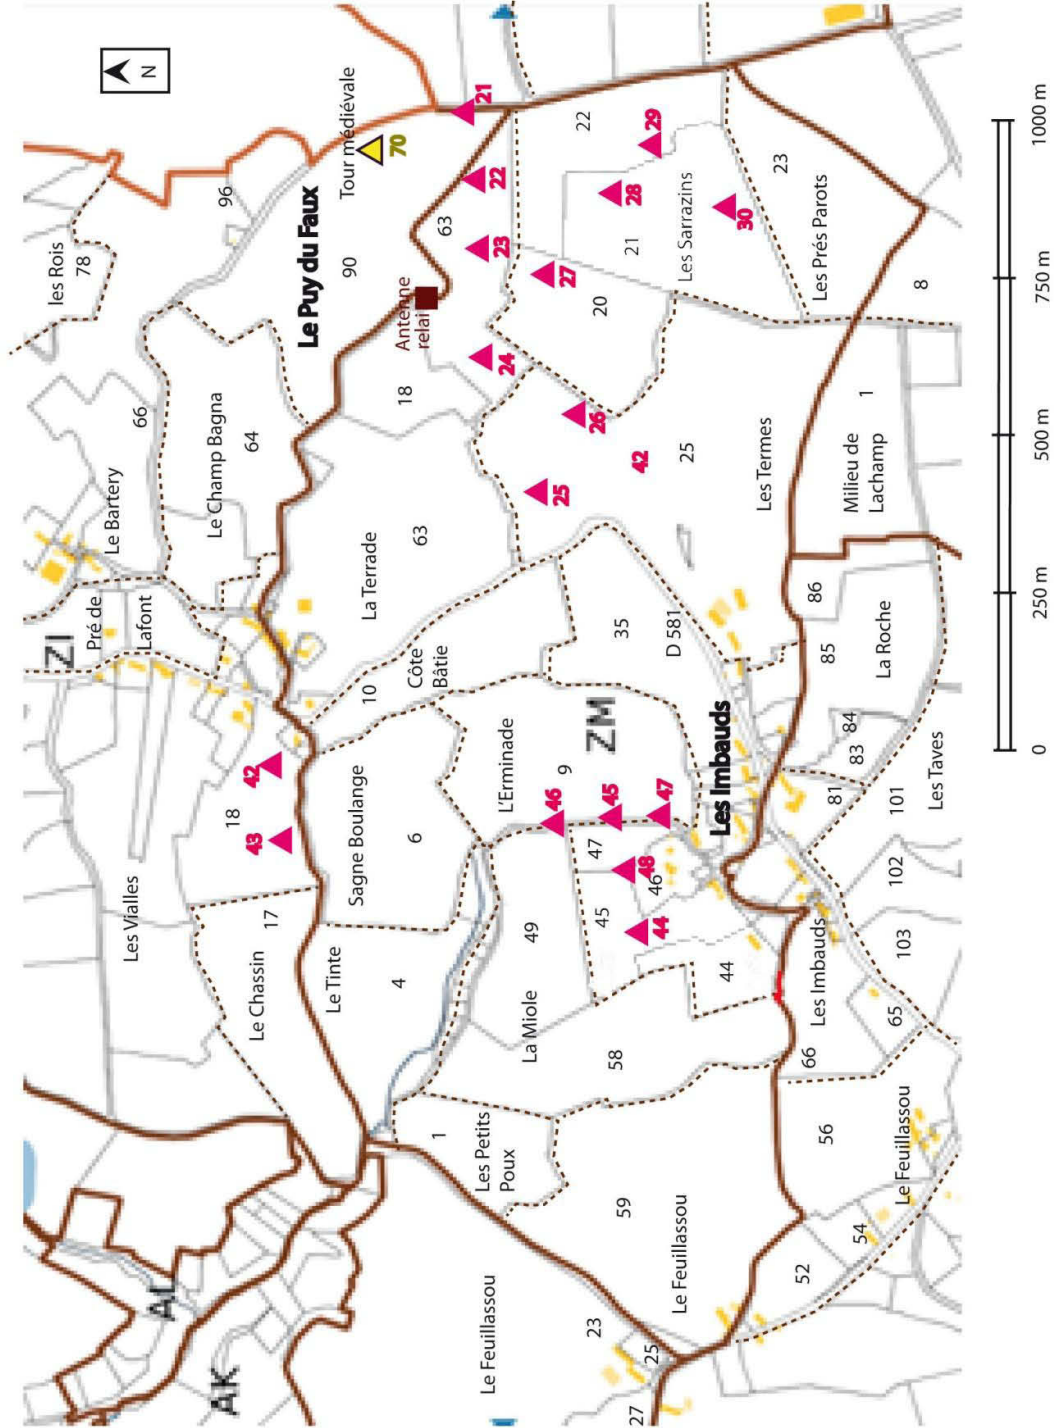 AK
AL
ZI
les Rois
78
N
27
23
25
Le Feuillassou
Les Vialles
Pré de
Lafont
Le Bartery
66
96
Le Chassin
17
18
43
42
Le Champ Bagna
64
Le Puy du Faux
Tour médiévale
70
90
Le Tinte
4
Sagne Boulange
6
10
Côte
Bâtie
La Terrade
63
18
Antenne
relai
63
21
22
23
24
1
Les Petits
Poux
La Miole
49
L'Erminade
9
46
25
26
27
20
22
59
58
45
47
45
44
48
46
47
ZM
35
D 581
42
25
21
28
29
Les Sarrazins
30
Le Feuillassou
44
Les Imbauds
Les Termes
23
Les Prés Parots
52
54
56
66
Les Imbauds
81
83
84
85
86
La Roche
Milieu de
Lachamp
1
8
Le Feuillassou
65
103
102
101
Les Taves
0
250 m
500 m
750 m
1000 m